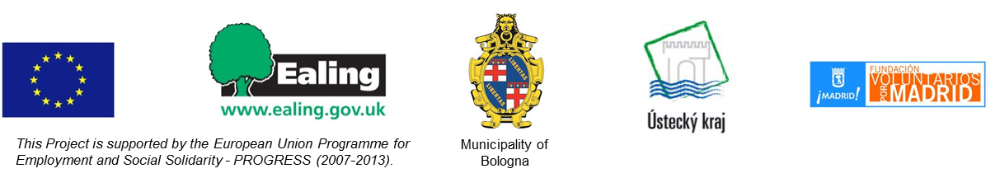 Ealing
www.ealing.gov.uk
LIBERTAS
LIBERTAS
Ústecký kraj
¡MADRID!
FUNDACIÓN
VOLUNTARIOS
POR MADRID
This Project is supported by the European Union Programme for
Employment and Social Solidarity - PROGRESS (2007-2013).
Municipality of
Bologna